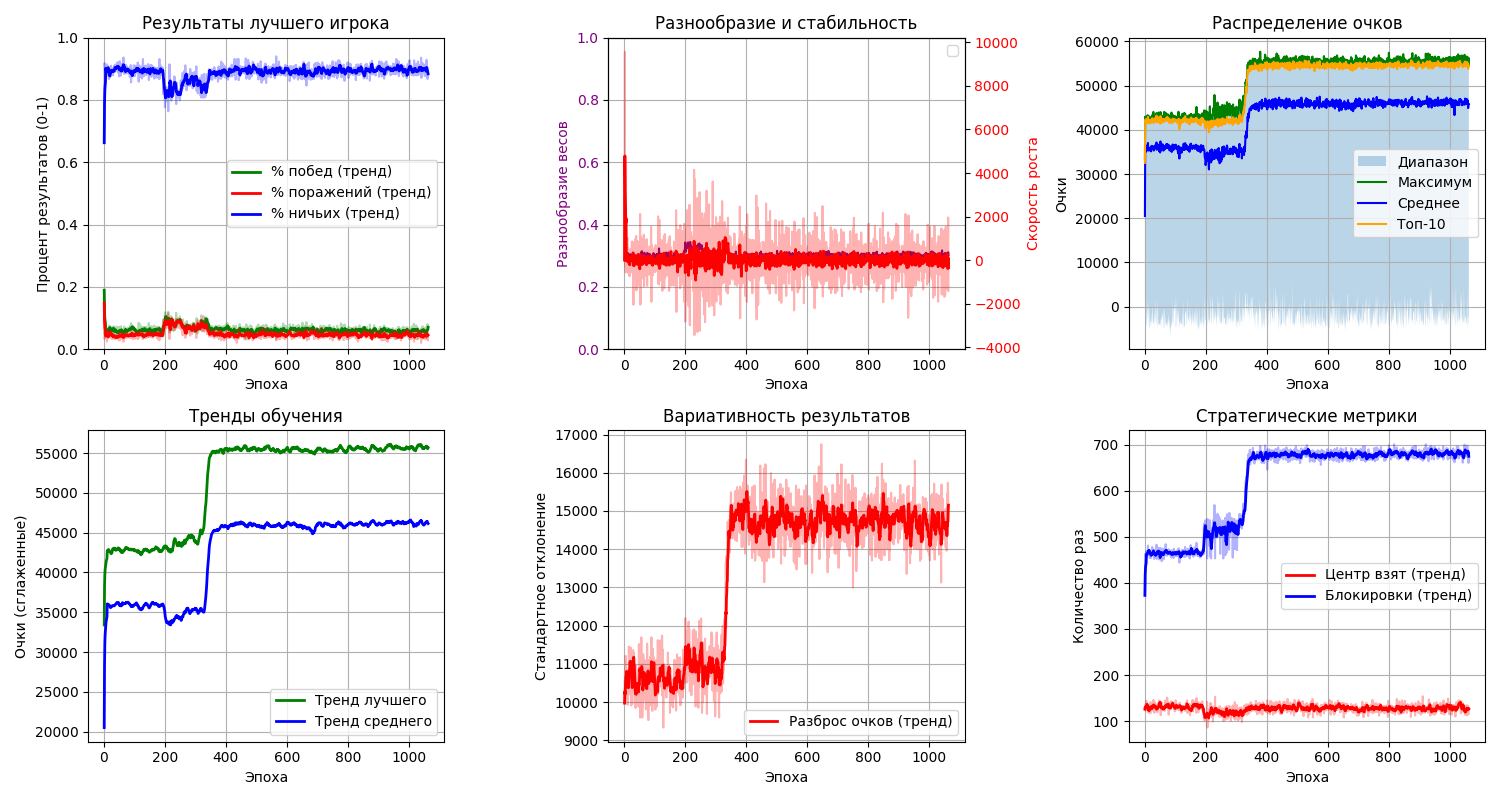 Результаты лучшего игрока
1.0
0.8
0.6
0.4
0.2
0.0
Процент результатов (0-1)
% побед (тренд)
% поражений (тренд)
% ничьих (тренд)
0 200 400 600 800 1000
Эпоха
Разнообразие и стабильность
1.0
0.8
0.6
0.4
0.2
0.0
Разнообразие весов
10000
8000
6000
4000
2000
0
−2000
−4000
Скорость роста
0 200 400 600 800 1000
Эпоха
Распределение очков
60000
50000
40000
30000
20000
10000
0
Очки
Диапазон
Максимум
Среднее
Топ-10
0 200 400 600 800 1000
Эпоха
Тренды обучения
55000
50000
45000
40000
35000
30000
25000
20000
Очки (сглаженные)
Тренд лучшего
Тренд среднего
0 200 400 600 800 1000
Эпоха
Вариативность результатов
17000
16000
15000
14000
13000
12000
11000
10000
9000
Стандартное отклонение
Разброс очков (тренд)
0 200 400 600 800 1000
Эпоха
Стратегические метрики
700
600
500
400
300
200
100
Количество раз
Центр взят (тренд)
Блокировки (тренд)
0 200 400 600 800 1000
Эпоха